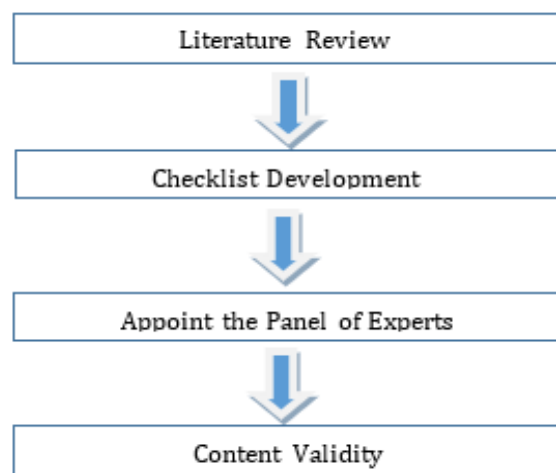 Literature Review
Checklist Development
Appoint the Panel of Experts
Content Validity